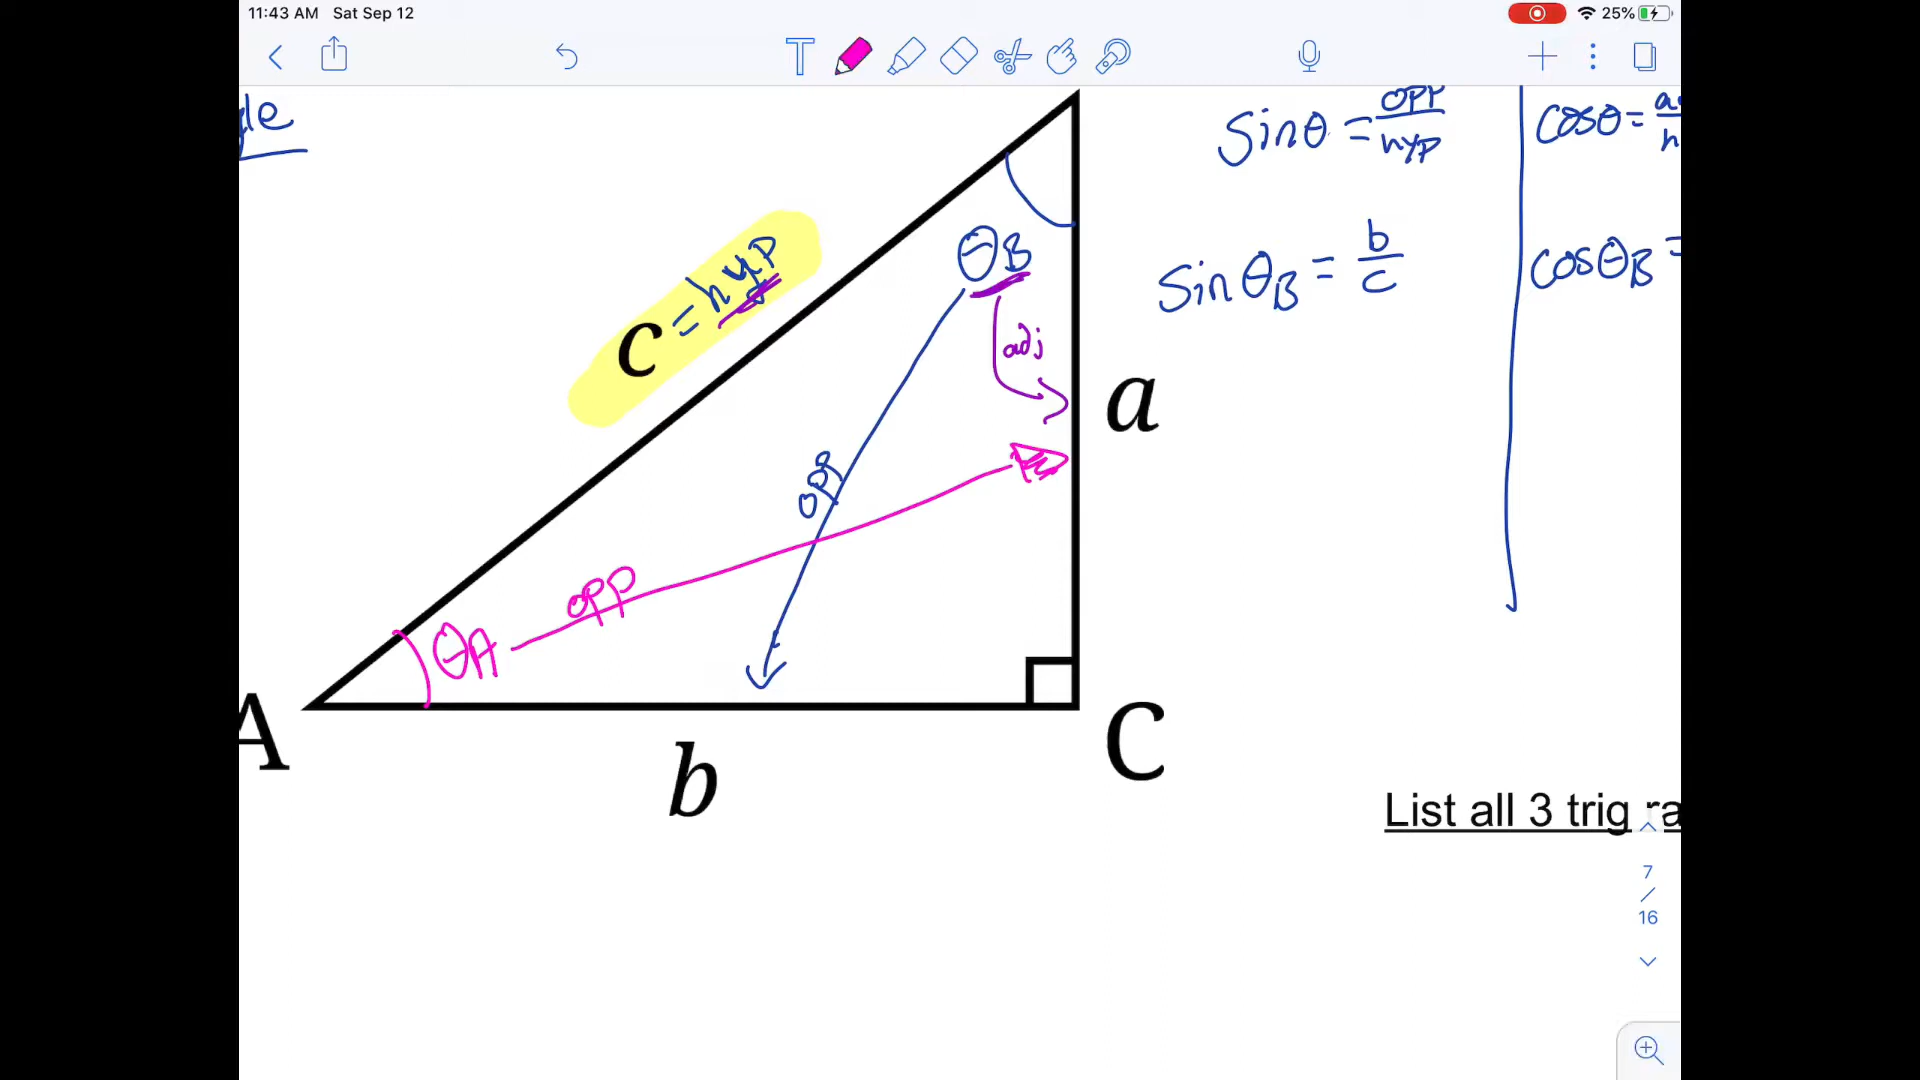 11:43 AM Sat Sep 12
25%
T
sinθ = opp/hyp
cosθ =
θB
c = hyp
sinθB = b/c
cosθB =
adj
a
opp
opp
θA
A
C
b
List all 3 trig ra
7
/
16